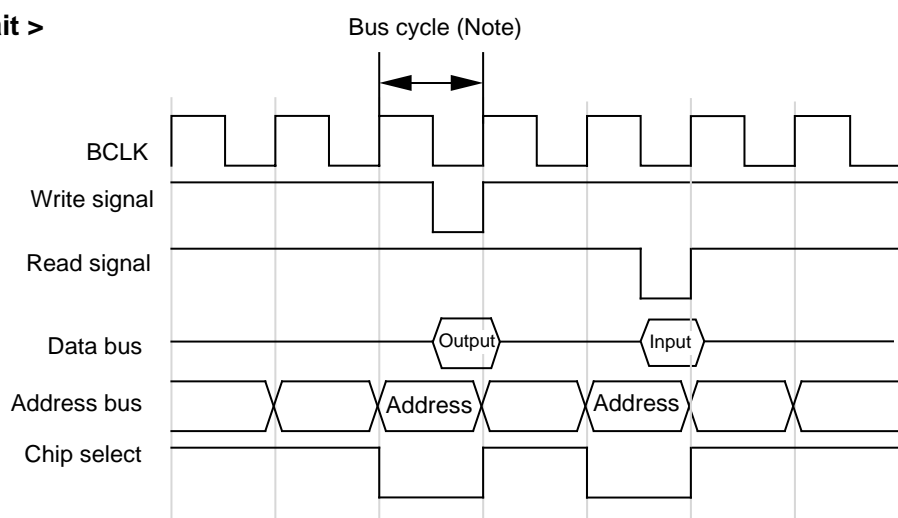 it >
Bus cycle (Note)
BCLK
Write signal
Read signal
Data bus
Output
Input
Address bus
Address
Address
Chip select